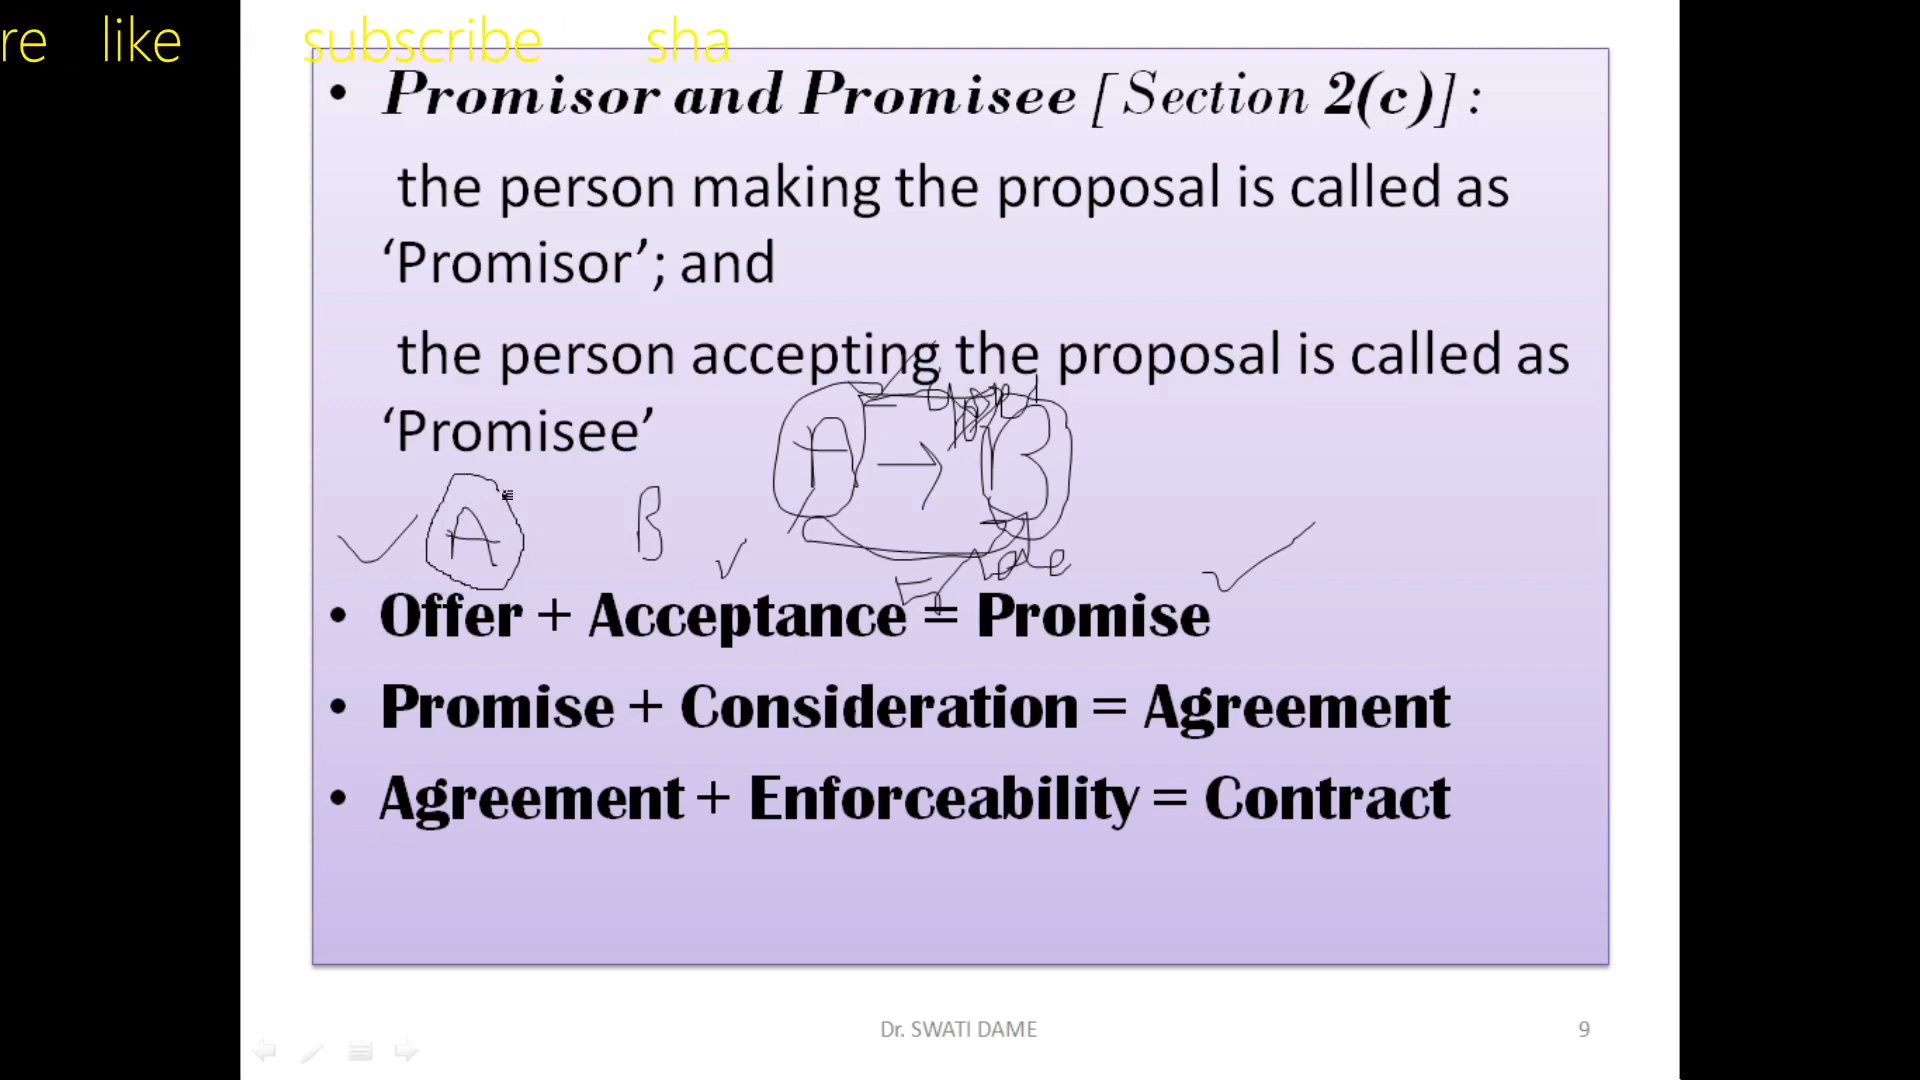 re like subscribe sha
• Promisor and Promisee [Section 2(c)]:
the person making the proposal is called as
‘Promisor’; and
the person accepting the proposal is called as
‘Promisee’
A → B
A B
• Offer + Acceptance = Promise
• Promise + Consideration = Agreement
• Agreement + Enforceability = Contract
Dr. SWATI DAME
9